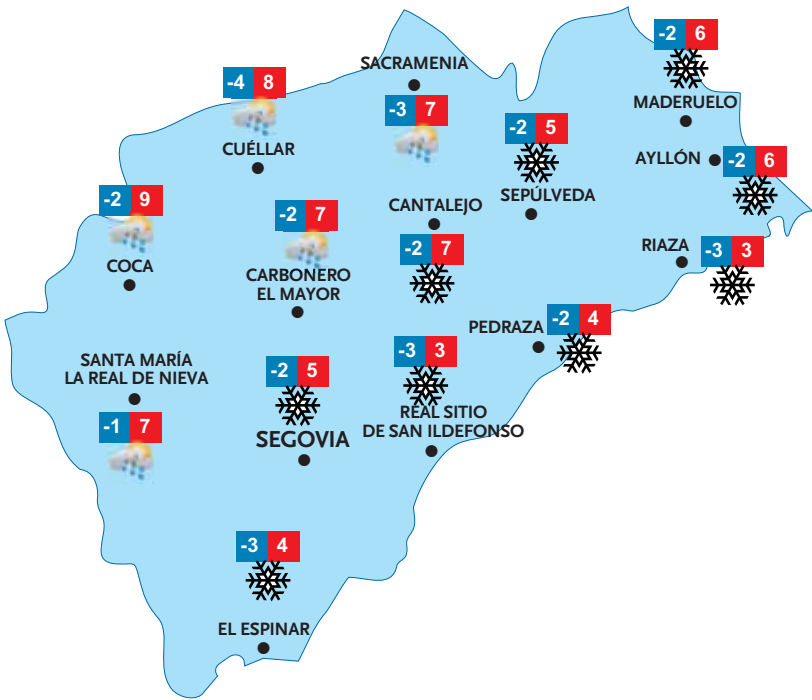 -2 6
SACRAMENIA
-4 8
MADERUELO
-3 7
-2 5
CUÉLLAR
AYLLÓN
-2 6
-2 9
SEPÚLVEDA
CANTALEJO
-2 7
COCA
CARBONERO
EL MAYOR
-2 7
RIAZA
-3 3
PEDRAZA
-2 4
SANTA MARÍA
LA REAL DE NIEVA
-2 5
-3 3
-1 7
SEGOVIA
REAL SITIO
DE SAN ILDEFONSO
-3 4
EL ESPINAR